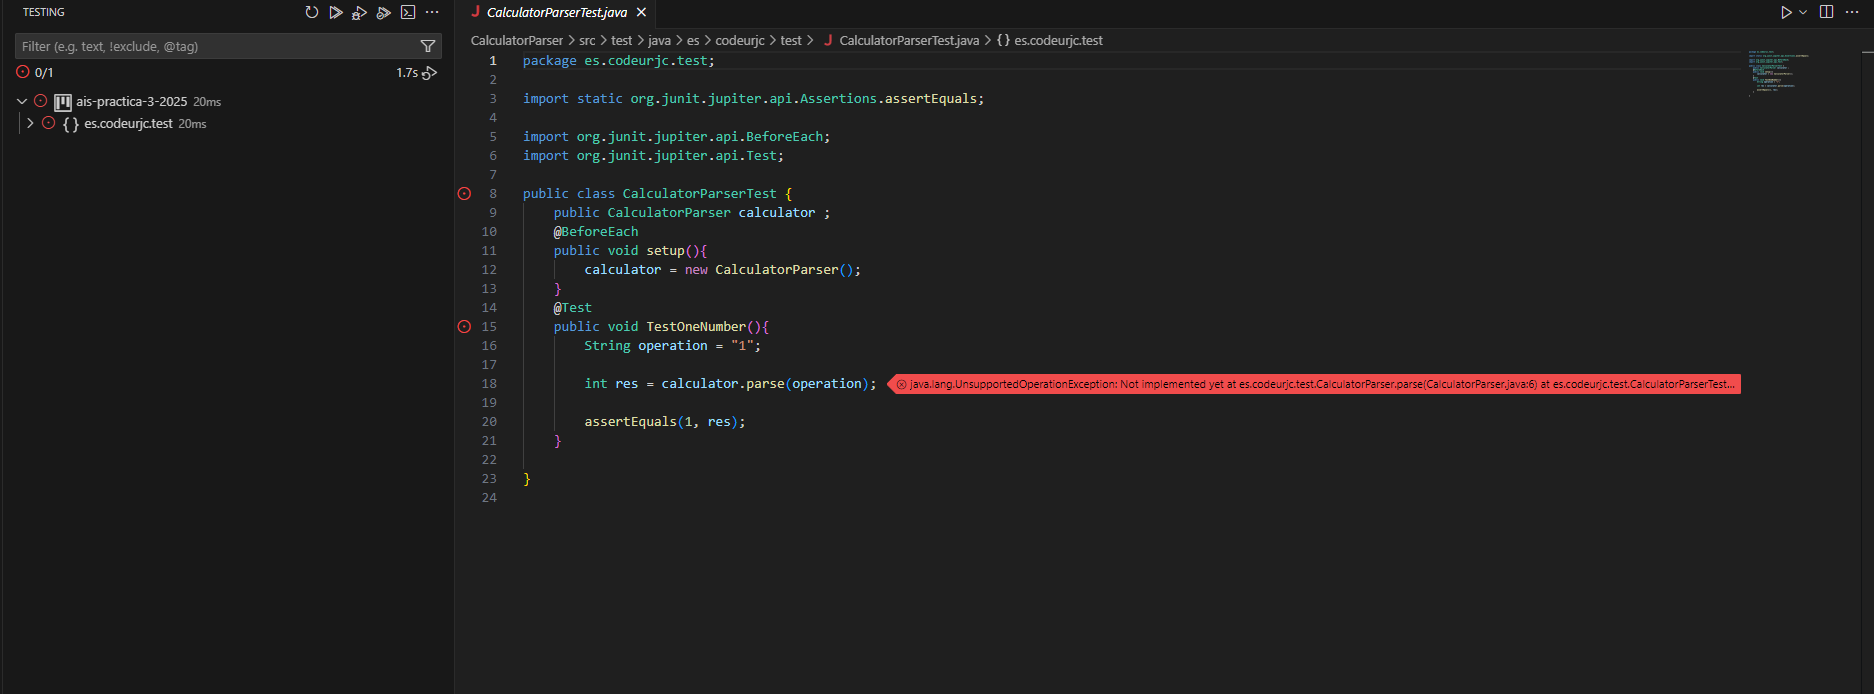 TESTING
Filter (e.g. text, !exclude, @tag)
0/1 1.7s
ais-practica-3-2025 20ms
{} es.codeurjc.test 20ms
J CalculatorParserTest.java
CalculatorParser > src > test > java > es > codeurjc > test > J CalculatorParserTest.java > {} es.codeurjc.test
1 package es.codeurjc.test;
2
3 import static org.junit.jupiter.api.Assertions.assertEquals;
4
5 import org.junit.jupiter.api.BeforeEach;
6 import org.junit.jupiter.api.Test;
7
8 public class CalculatorParserTest {
9     public CalculatorParser calculator ;
10     @BeforeEach
11     public void setup(){
12         calculator = new CalculatorParser();
13     }
14     @Test
15     public void TestOneNumber(){
16         String operation = "1";
17
18         int res = calculator.parse(operation); java.lang.UnsupportedOperationException: Not implemented yet at es.codeurjc.test.CalculatorParser.parse(CalculatorParser.java:6) at es.codeurjc.test.CalculatorParserTest...
19
20         assertEquals(1, res);
21     }
22
23 }
24